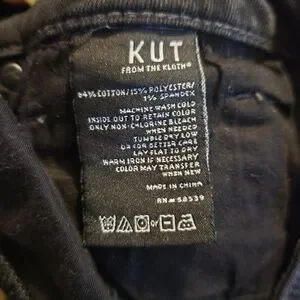 KUT
FROM THE KLOTH®
84% COTTON/15% POLYESTER/
1% SPANDEX
MACHINE WASH COLD
INSIDE OUT TO RETAIN COLOR
ONLY NON-CHLORINE BLEACH
WHEN NEEDED
TUMBLE DRY LOW
OR FOR BETTER CARE
LAY FLAT TO DRY
WARM IRON IF NECESSARY
COLOR MAY TRANSFER
WHEN NEW
MADE IN CHINA
RN# 58539
or